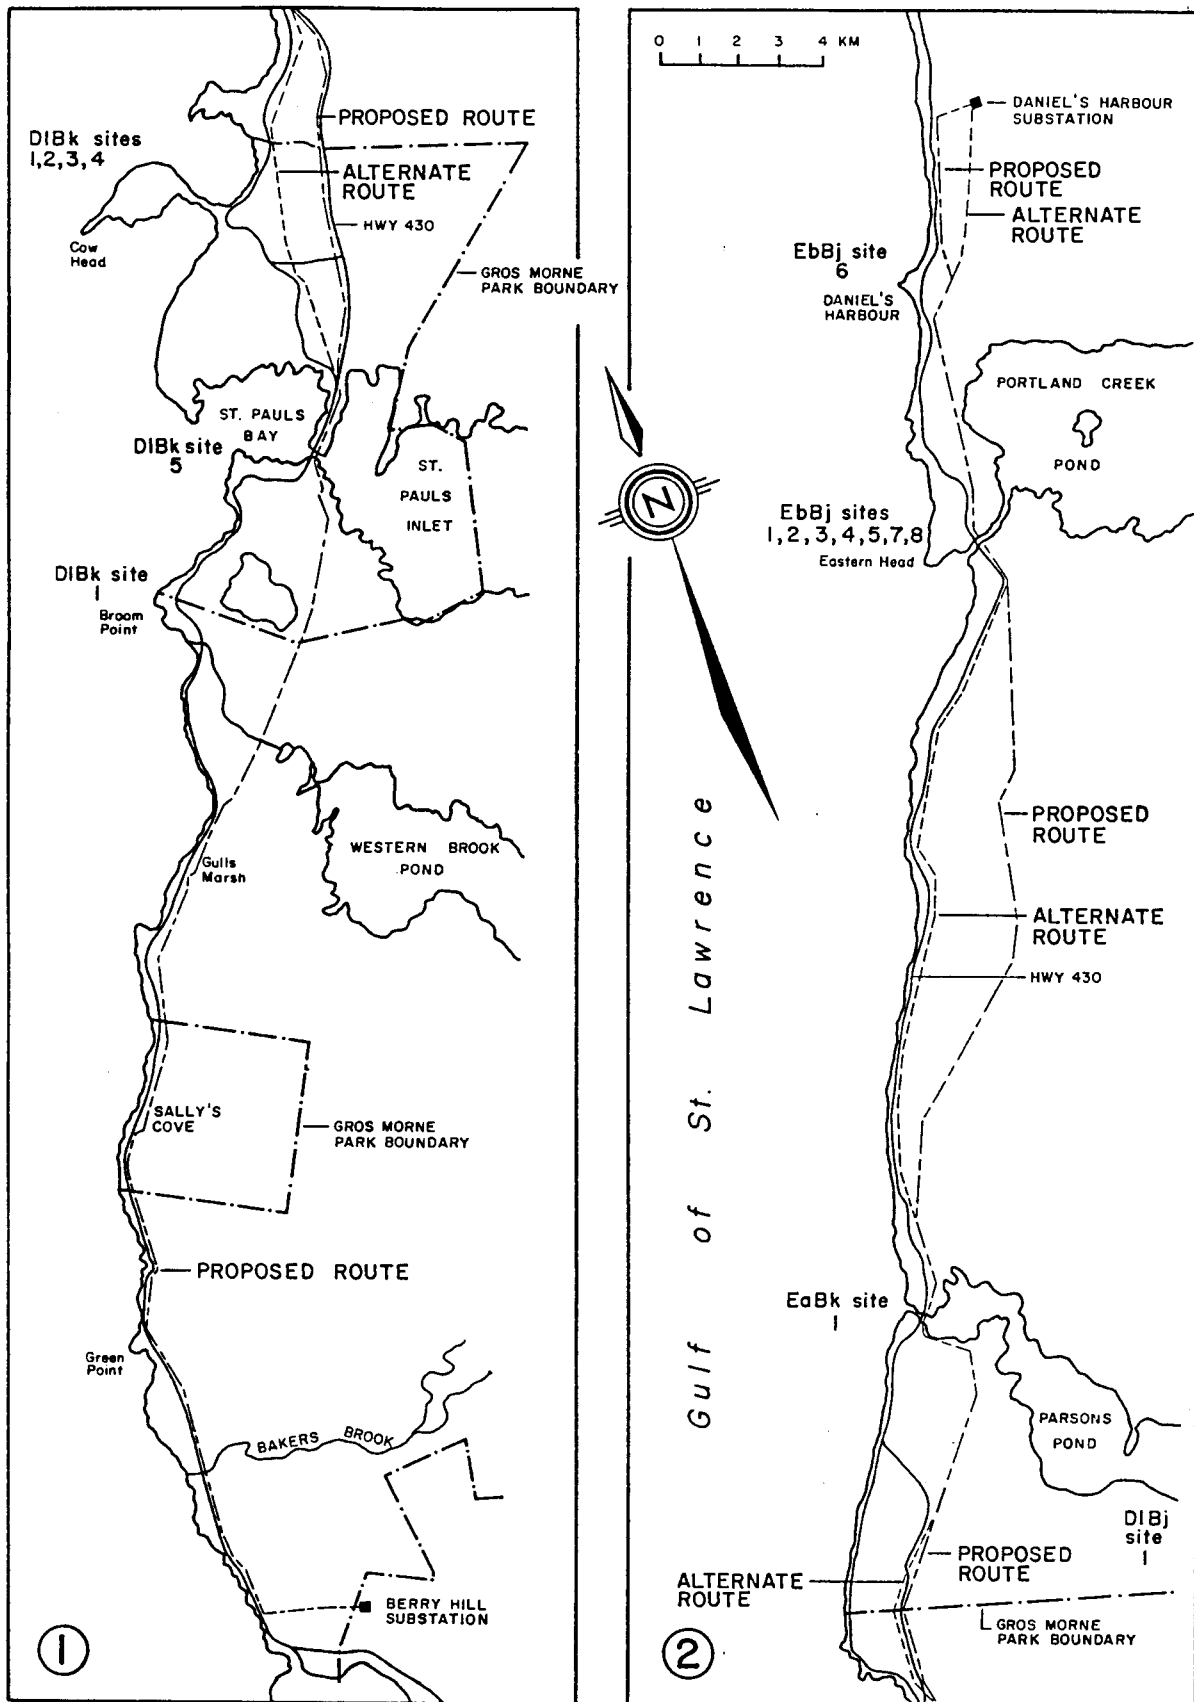 PROPOSED ROUTE
DlBk sites
1,2,3,4
ALTERNATE
ROUTE
HWY 430
Cow
Head
GROS MORNE
PARK BOUNDARY
ST. PAULS
BAY
DlBk site
5
ST.
PAULS
INLET
DlBk site
1
Broom
Point
WESTERN BROOK
POND
Gulls
Marsh
SALLY'S
COVE
GROS MORNE
PARK BOUNDARY
PROPOSED ROUTE
Green
Point
BAKERS BROOK
BERRY HILL
SUBSTATION
1
0 1 2 3 4 KM
DANIEL'S HARBOUR
SUBSTATION
PROPOSED
ROUTE
ALTERNATE
ROUTE
EbBj site
6
DANIEL'S
HARBOUR
PORTLAND CREEK
POND
N
EbBj sites
1,2,3,4,5,7,8
Eastern Head
PROPOSED
ROUTE
ALTERNATE
ROUTE
HWY 430
Gulf of St. Lawrence
EaBk site
1
PARSONS
POND
DlBj
site
1
PROPOSED
ROUTE
ALTERNATE
ROUTE
GROS MORNE
PARK BOUNDARY
2